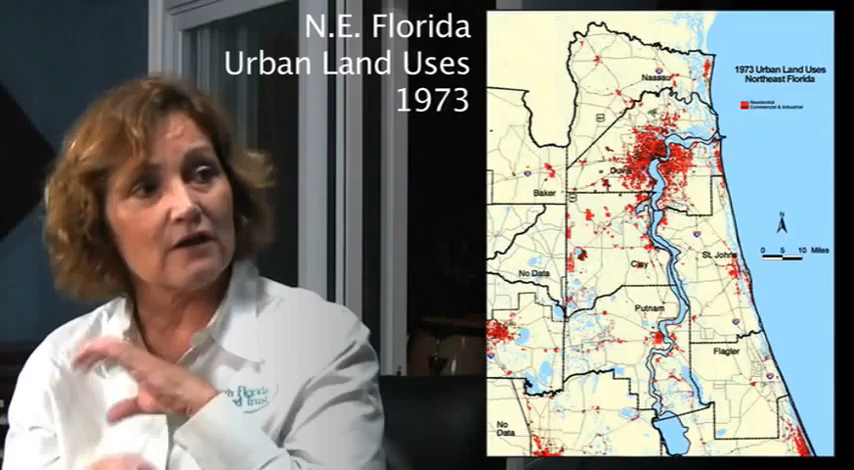 N.E. Florida
Urban Land Uses
1973
1973 Urban Land Uses
Northeast Florida
Residential
Commercial & Industrial
Nassau
Duval
Baker
N
0 5 10 Miles
St. Johns
No Data
Clay
Putnam
Flagler
No
Data
Florida
Trust